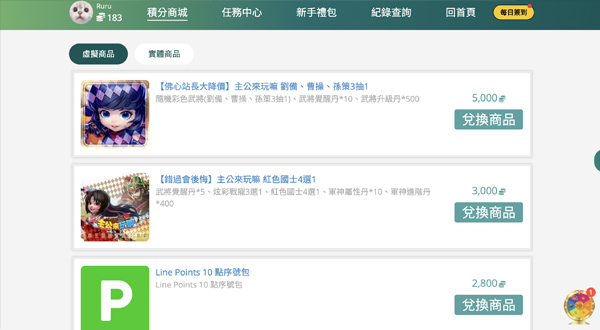 Ruru
183
積分商城
任務中心
新手禮包
紀錄查詢
回首頁
每日簽到
虛擬商品
實體商品
【佛心站長大降價】主公來玩嘛 劉備、曹操、孫策3抽1
隨機彩色武將(劉備、曹操、孫策3抽1)、武將覺醒丹*10、武將升級丹*500
5,000
兌換商品
【錯過會後悔】主公來玩嘛 紅色國士4選1
武將覺醒丹*5、炫彩戰寵3選1、紅色國士4選1、軍神屬性丹*10、軍神進階丹
*400
3,000
兌換商品
Line Points 10 點序號包
Line Points 10 點序號包
2,800
兌換商品
P
1